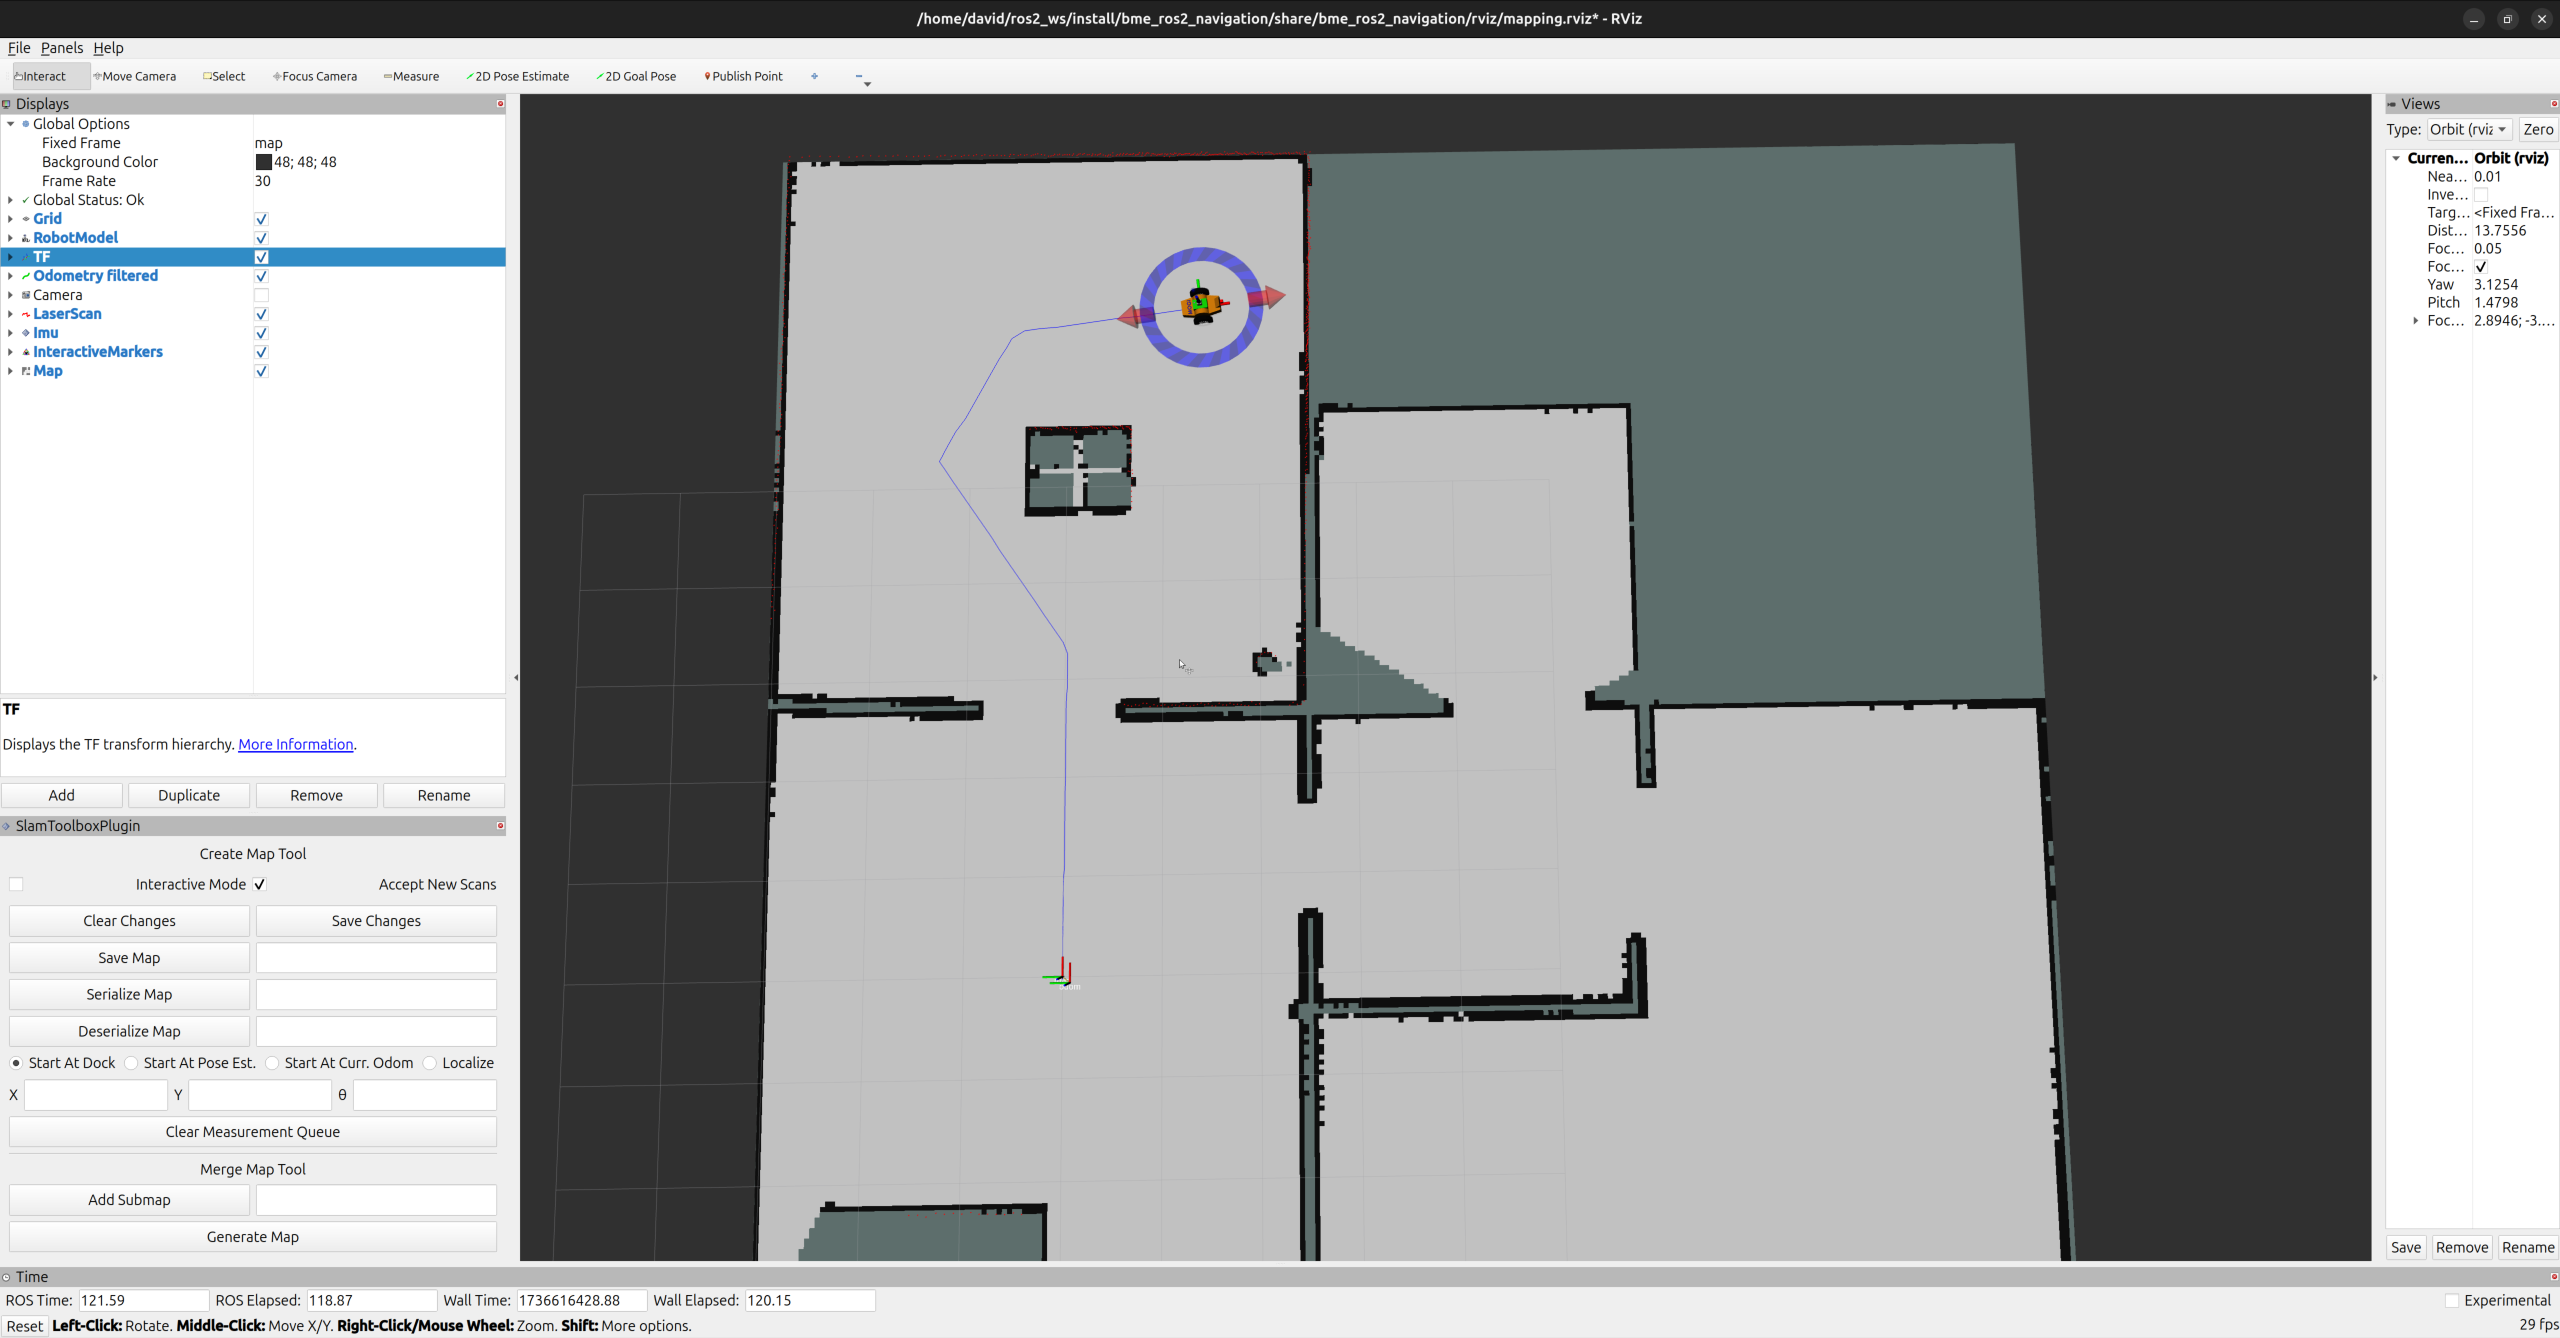 /home/david/ros2_ws/install/bme_ros2_navigation/share/bme_ros2_navigation/rviz/mapping.rviz* - RViz
File Panels Help
Interact Move Camera Select Focus Camera Measure 2D Pose Estimate 2D Goal Pose Publish Point
Displays
Global Options
Fixed Frame map
Background Color 48; 48; 48
Frame Rate 30
Global Status: Ok
Grid
RobotModel
TF
Odometry filtered
Camera
LaserScan
Imu
InteractiveMarkers
Map
TF
Displays the TF transform hierarchy. More Information.
Add Duplicate Remove Rename
SlamToolboxPlugin
Create Map Tool
Interactive Mode Accept New Scans
Clear Changes Save Changes
Save Map
Serialize Map
Deserialize Map
Start At Dock Start At Pose Est. Start At Curr. Odom Localize
X Y θ
Clear Measurement Queue
Merge Map Tool
Add Submap
Generate Map
Views
Type: Orbit (rviz Zero
Curren... Orbit (rviz)
Nea... 0.01
Inve...
Targ... <Fixed Fra...
Dist... 13.7556
Foc... 0.05
Foc...
Yaw 3.1254
Pitch 1.4798
Foc... 2.8946; -3....
Save Remove Rename
Time
ROS Time: 121.59 ROS Elapsed: 118.87 Wall Time: 1736616428.88 Wall Elapsed: 120.15 Experimental
Reset Left-Click: Rotate. Middle-Click: Move X/Y. Right-Click/Mouse Wheel: Zoom. Shift: More options. 29 fps